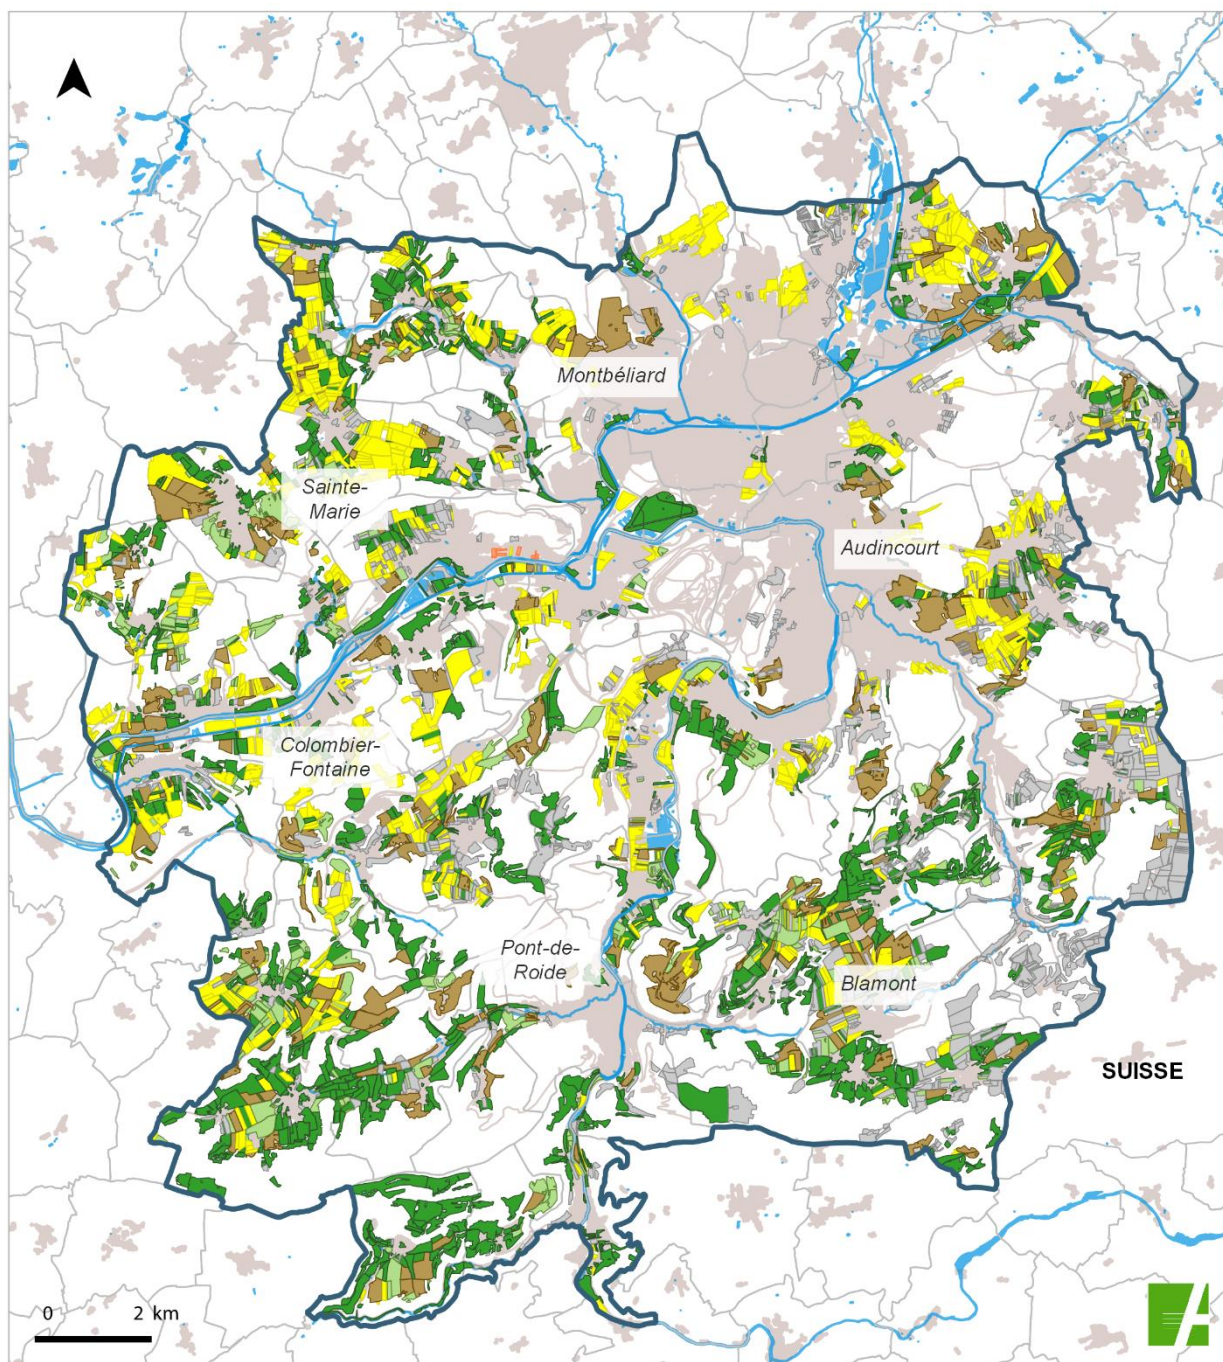 Montbéliard
Sainte-
Marie
Audincourt
Colombier-
Fontaine
Pont-de-
Roide
Blamont
SUISSE
0 2 km